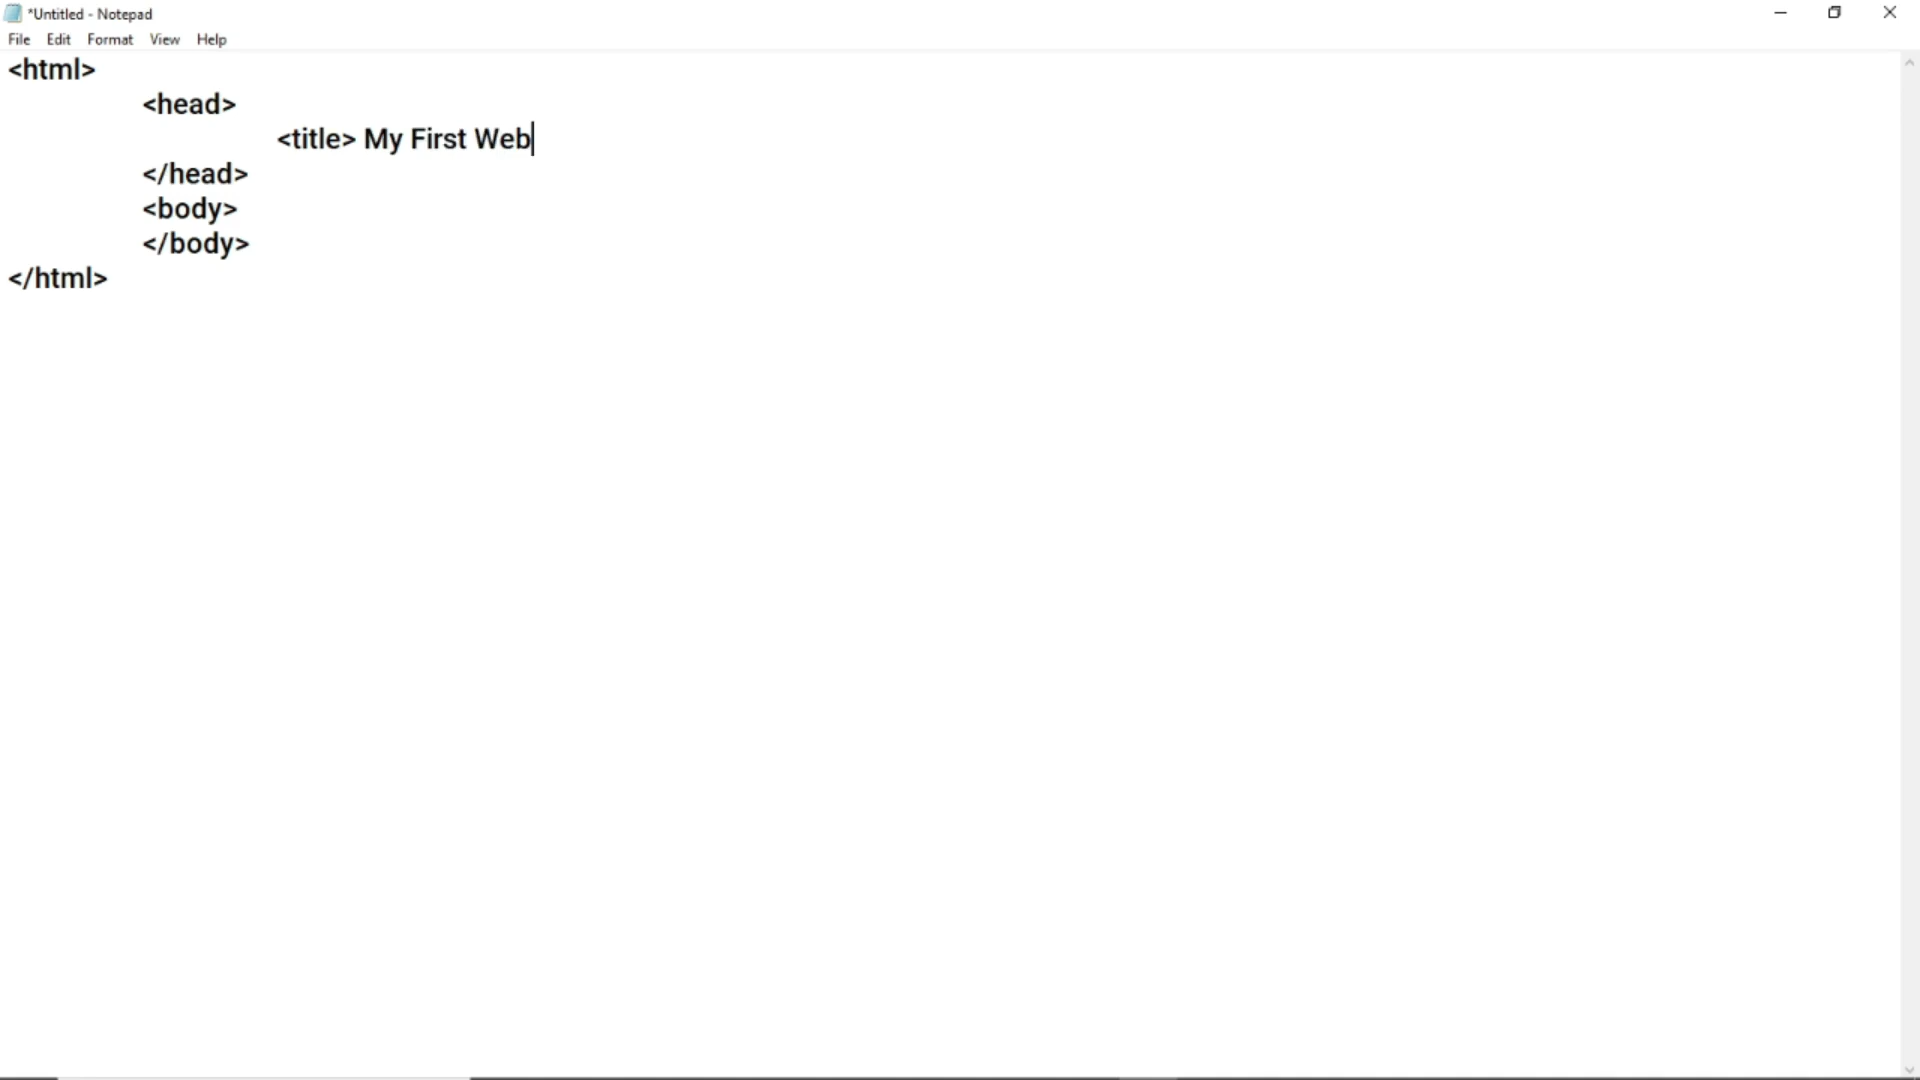 *Untitled - Notepad
File Edit Format View Help
<html>
<head>
<title> My First Web
</head>
<body>
</body>
</html>